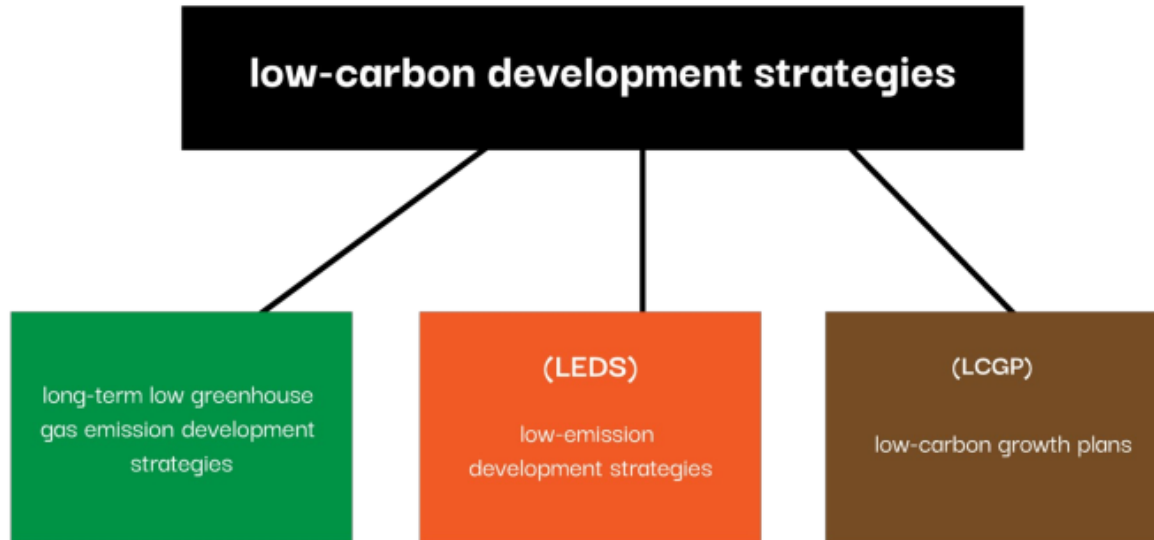 low-carbon development strategies
long-term low greenhouse
gas emission development
strategies
(LEDS)
low-emission
development strategies
(LCGP)
low-carbon growth plans